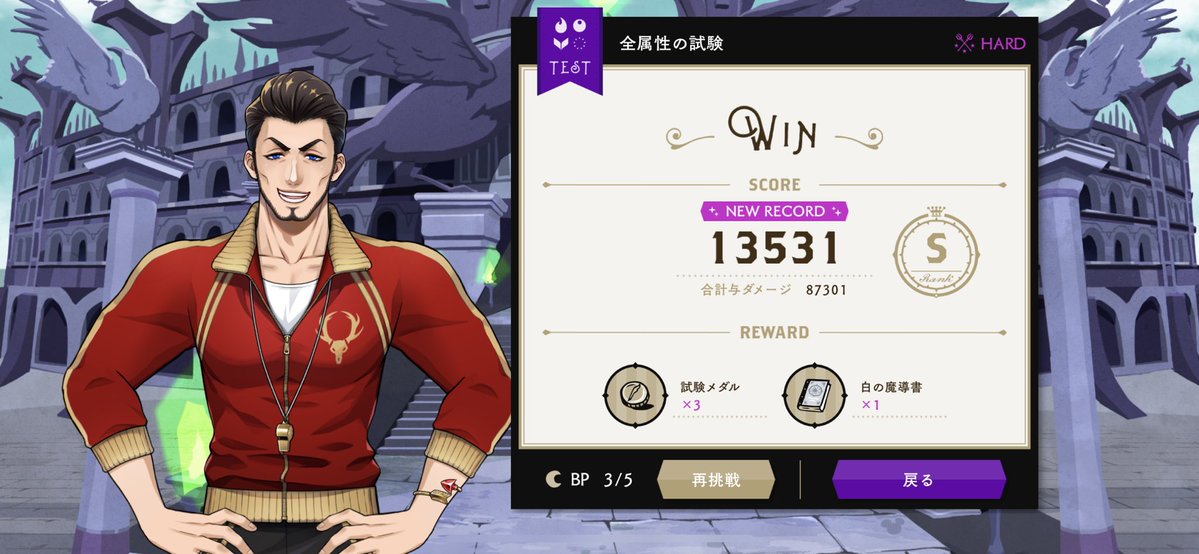 TEST
全属性の試験
HARD
WIN
SCORE
NEW RECORD
13531
合計与ダメージ 87301
S
Rank
REWARD
試験メダル
×3
白の魔導書
×1
BP 3/5
再挑戦
戻る